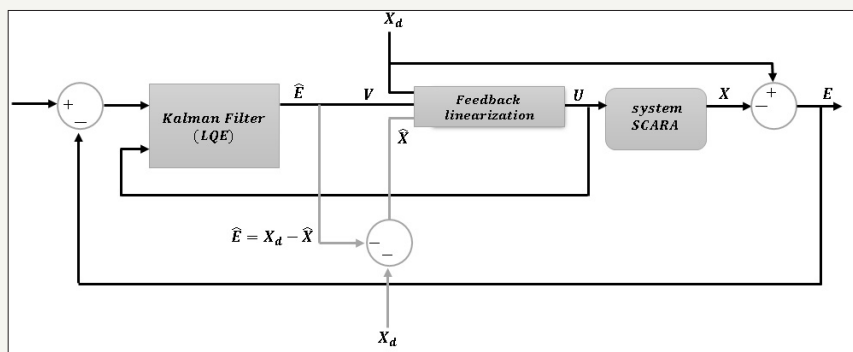 X_d
Ê
V
Feedback
linearization
U
system
SCARA
X
+
−
E
+
−
Kalman Filter
(LQE)
X̂
Ê = X_d − X̂
−
−
X_d